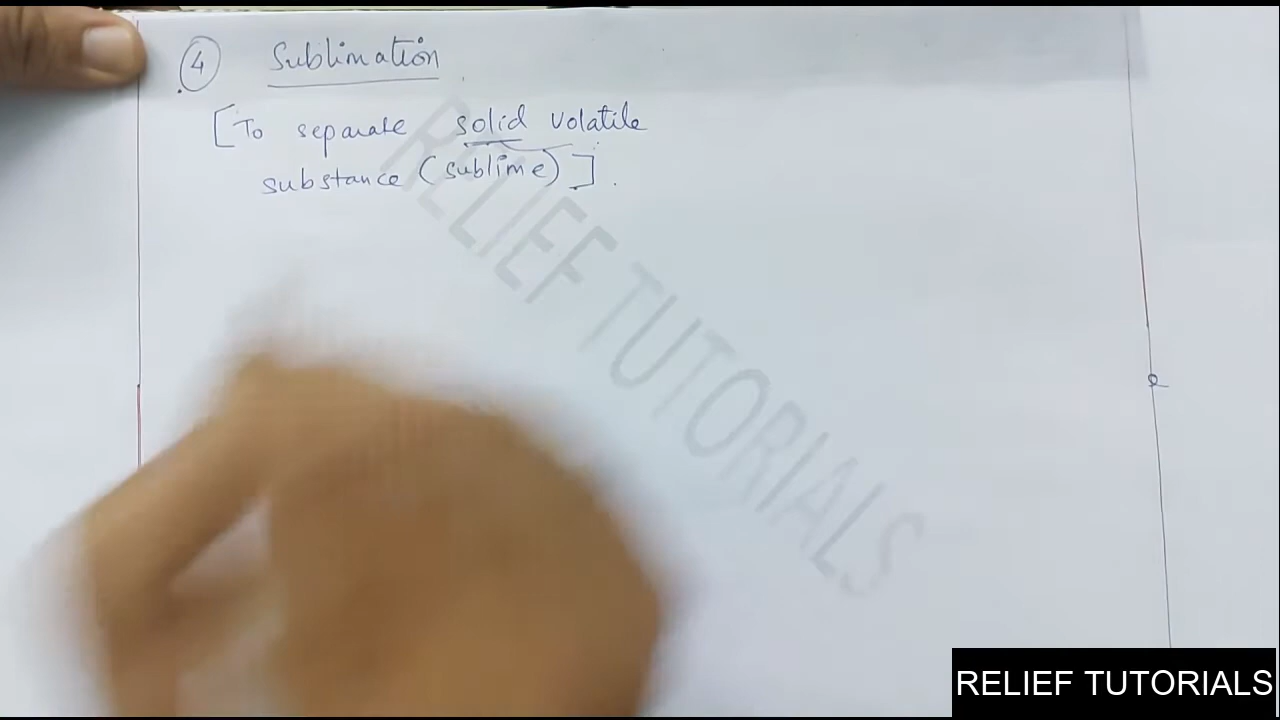 4 Sublimation
[To separate solid volatile
substance (sublime)].
RELIEF TUTORIALS
RELIEF TUTORIALS